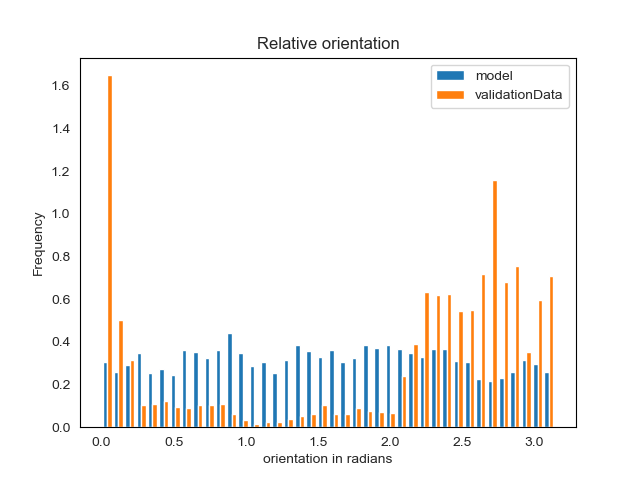 Relative orientation
model
validationData
Frequency
1.6
1.4
1.2
1.0
0.8
0.6
0.4
0.2
0.0
0.0 0.5 1.0 1.5 2.0 2.5 3.0
orientation in radians